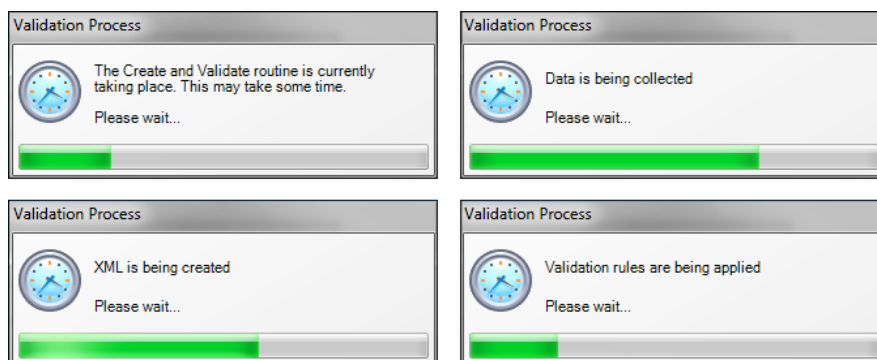 Validation Process
The Create and Validate routine is currently
taking place. This may take some time.
Please wait...
Validation Process
Data is being collected
Please wait...
Validation Process
XML is being created
Please wait...
Validation Process
Validation rules are being applied
Please wait...